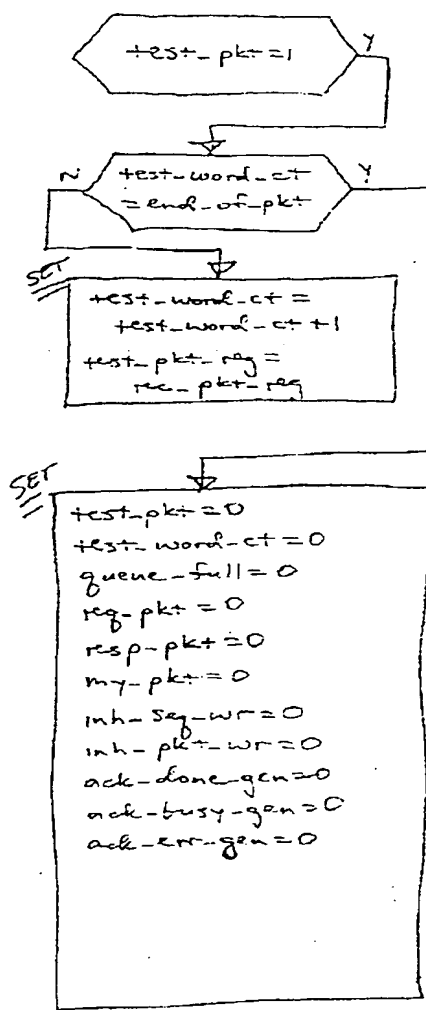 test_pkt=1
Y
N
test_word_ct
=end_of_pkt
Y
SET
test_word_ct=
test_word_ct+1
test_pkt_reg=
rec_pkt_reg
SET
test_pkt=0
test_word_ct=0
queue_full=0
req_pkt=0
resp_pkt=0
my_pkt=0
inh_seq_wr=0
inh_pkt_wr=0
ack_done_gen=0
ack_busy_gen=0
ack_err_gen=0